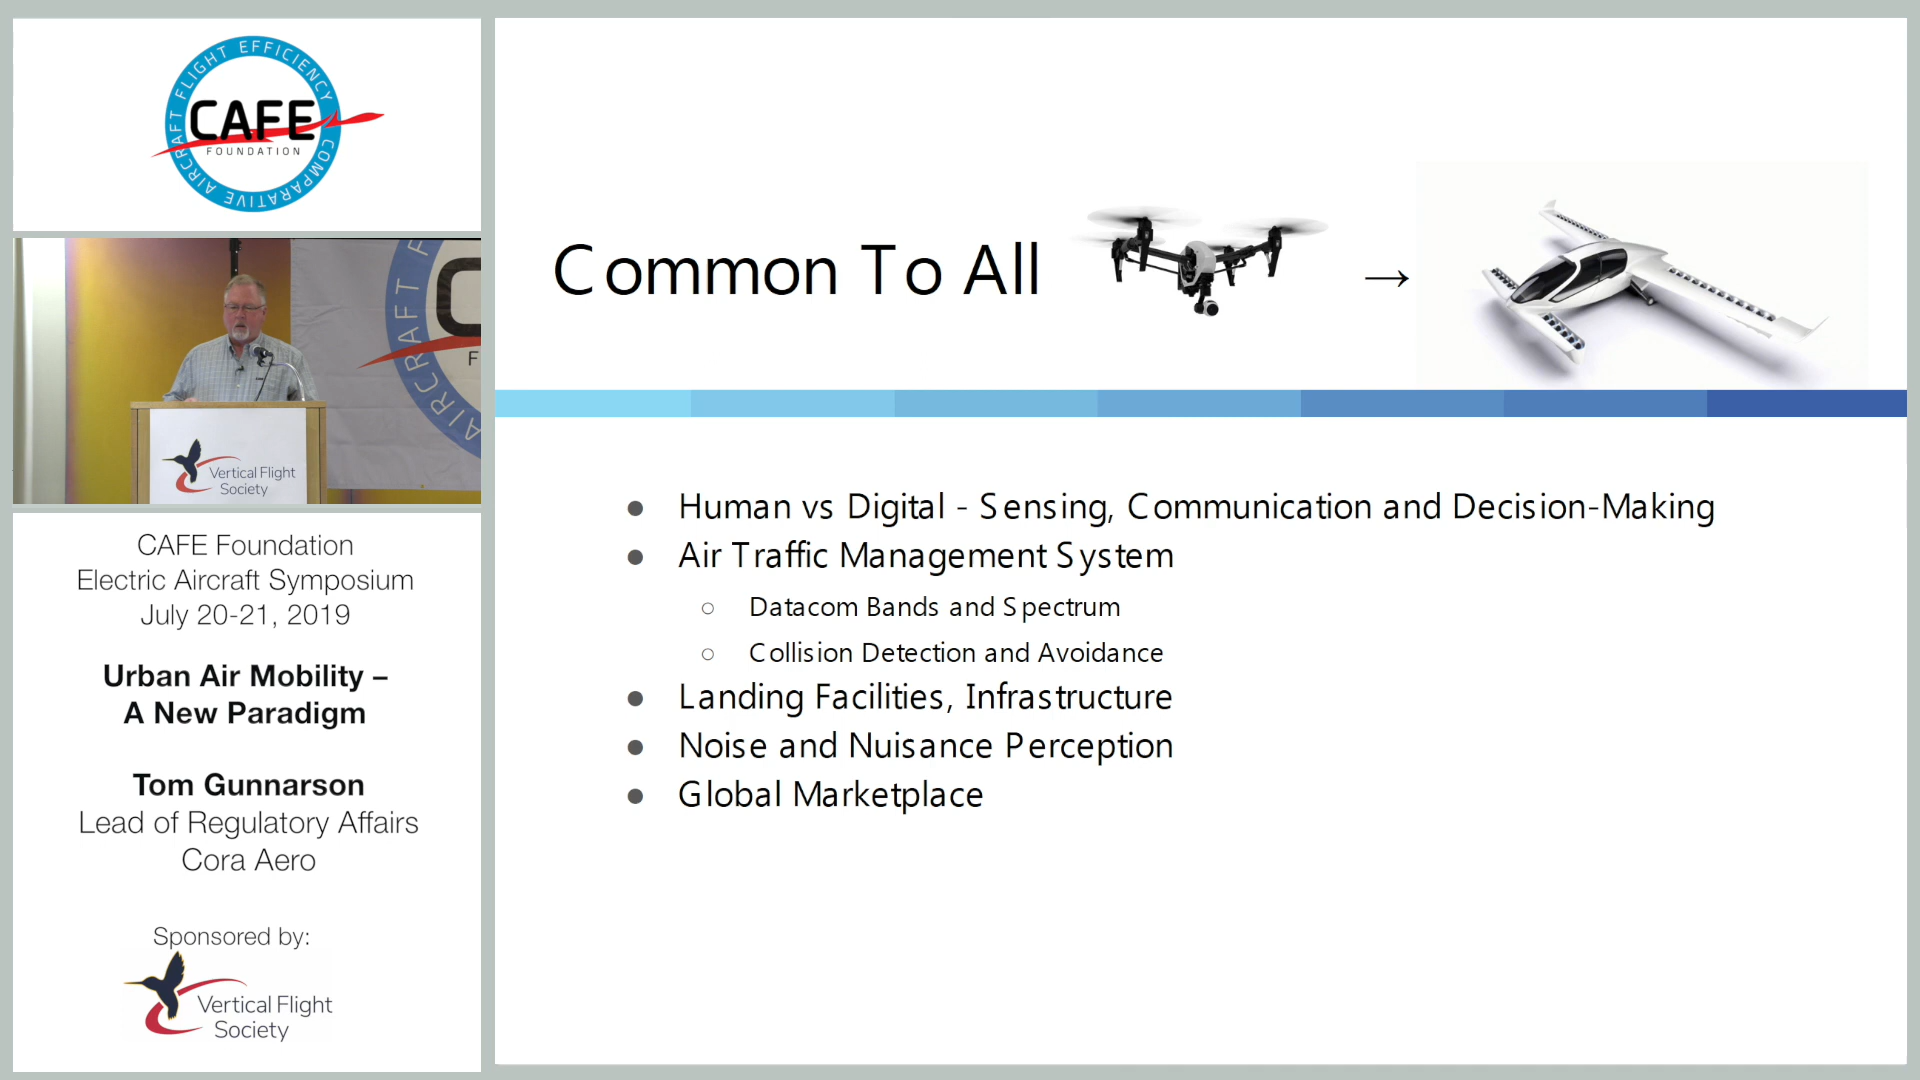 AIRCRAFT FLIGHT EFFICIENCY COMPARATIVE
CAFE
FOUNDATION
AIRCRAFT F
C
F
Vertical Flight
Society
CAFE Foundation
Electric Aircraft Symposium
July 20-21, 2019
Urban Air Mobility –
A New Paradigm
Tom Gunnarson
Lead of Regulatory Affairs
Cora Aero
Sponsored by:
Vertical Flight
Society
Common To All
→
● Human vs Digital - Sensing, Communication and Decision-Making
● Air Traffic Management System
○ Datacom Bands and Spectrum
○ Collision Detection and Avoidance
● Landing Facilities, Infrastructure
● Noise and Nuisance Perception
● Global Marketplace